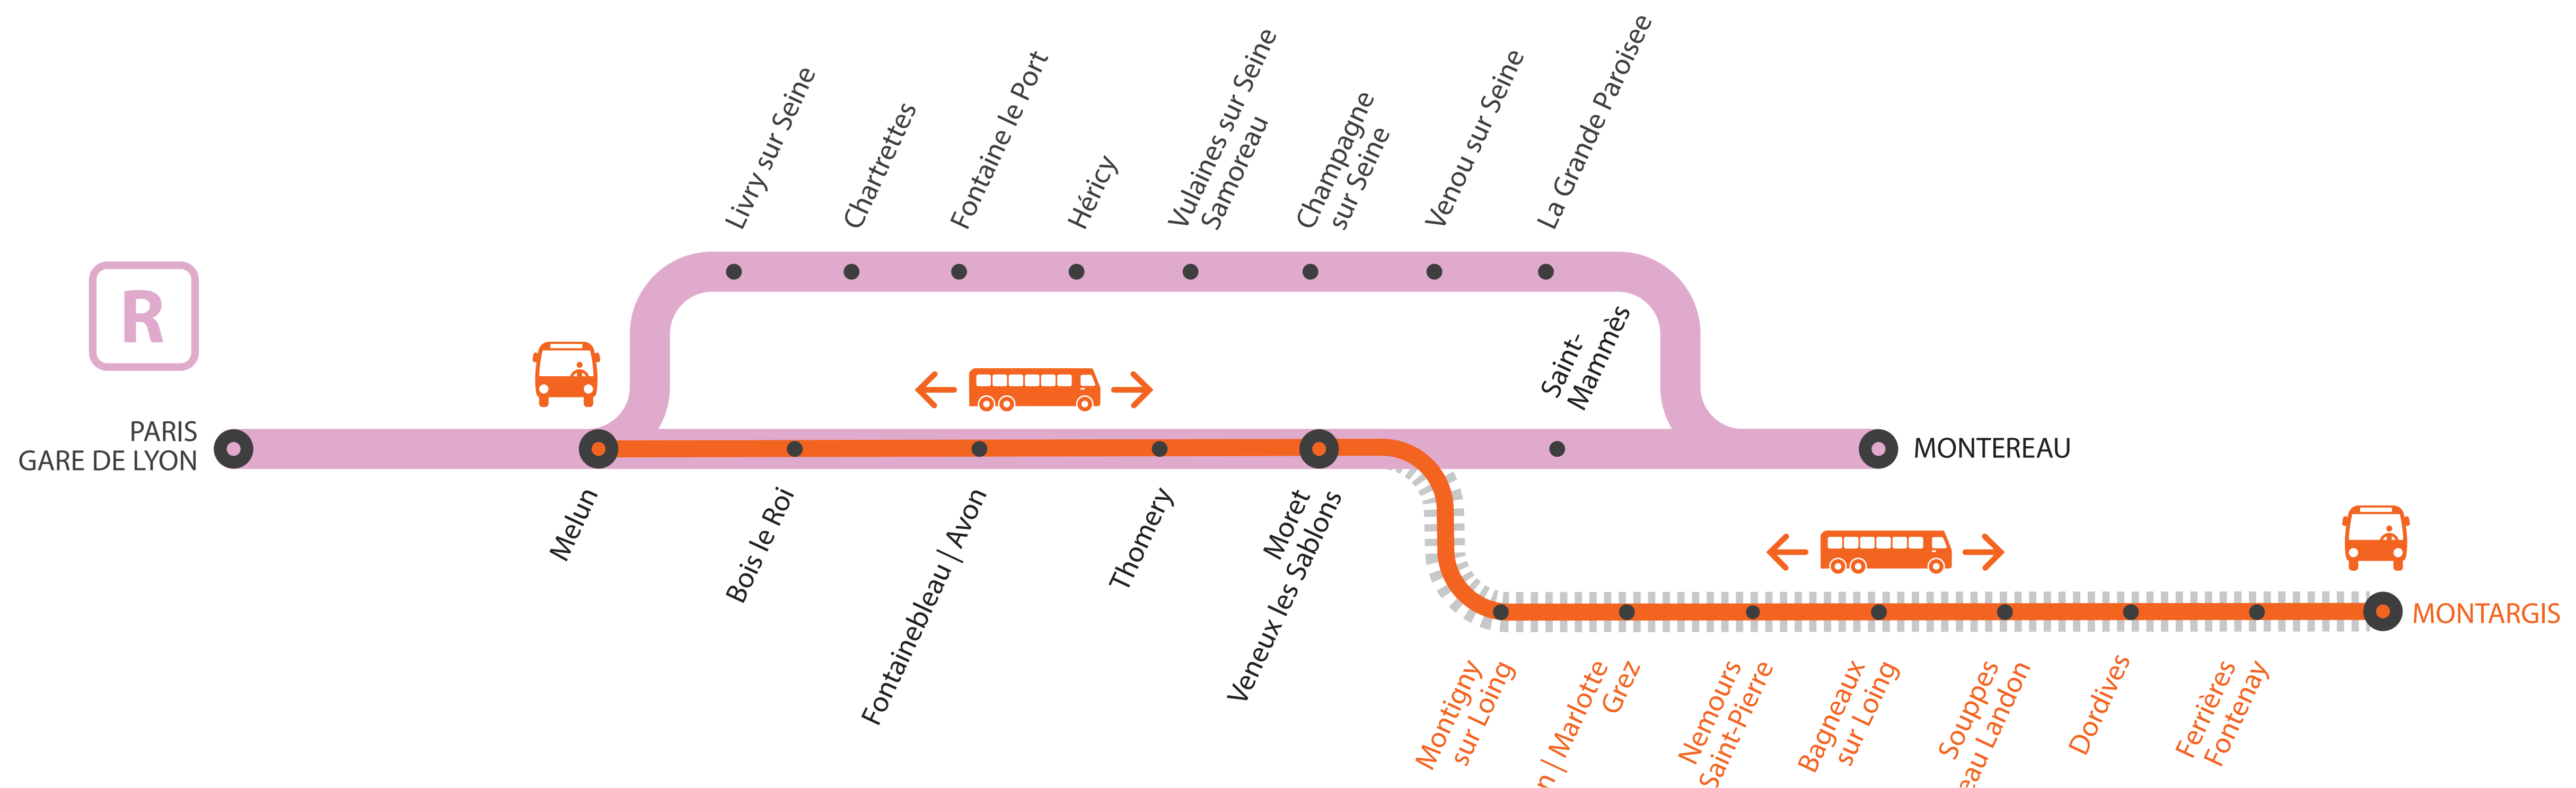 R
PARIS
GARE DE LYON
Livry sur Seine
Chartrettes
Fontaine le Port
Héricy
Vulaines sur Seine
Samoreau
Champagne
sur Seine
Venou sur Seine
La Grande Paroisee
Saint-
Mammès
MONTEREAU
Melun
Bois le Roi
Fontainebleau | Avon
Thomery
Moret
Veneux les Sablons
Montigny
sur Loing
| Marlotte
Grez
Nemours
Saint-Pierre
Bagneaux
sur Loing
Souppes
Landon
Dordives
Ferrières
Fontenay
MONTARGIS